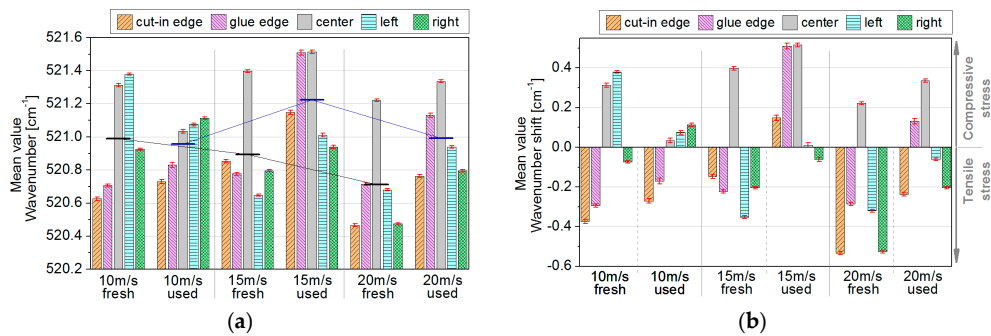 (a)
cut-in edge glue edge center left right
Mean value
Wavenumber [cm⁻¹]
521.6
521.4
521.2
521.0
520.8
520.6
520.4
520.2
10m/s fresh
10m/s used
15m/s fresh
15m/s used
20m/s fresh
20m/s used
(a)
(b)
cut-in edge glue edge center left right
Mean value
Wavenumber shift [cm⁻¹]
0.4
0.2
0.0
-0.2
-0.4
-0.6
10m/s fresh
10m/s used
15m/s fresh
15m/s used
20m/s fresh
20m/s used
Compressive
stress
Tensile
stress
(b)